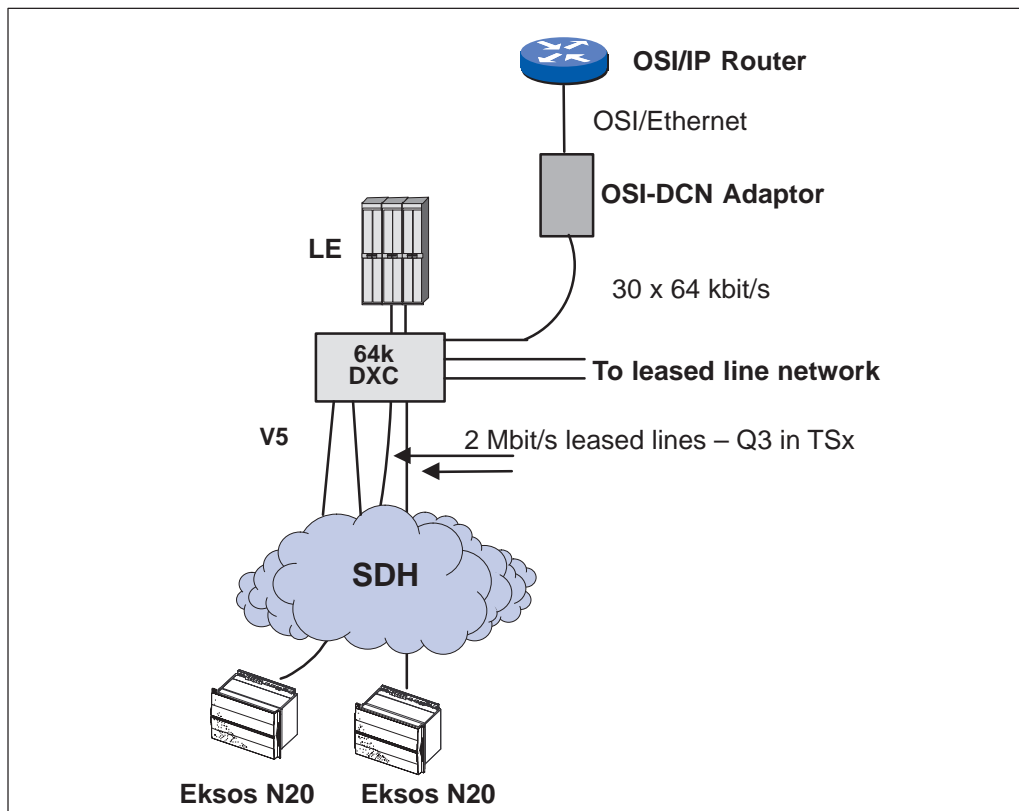 OSI/IP Router
OSI/Ethernet
OSI-DCN Adaptor
LE
30 x 64 kbit/s
64k
DXC
To leased line network
V5
2 Mbit/s leased lines – Q3 in TSx
SDH
Eksos N20
Eksos N20